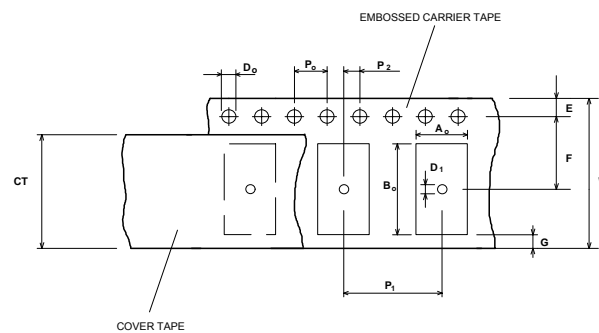 EMBOSSED CARRIER TAPE
Do
Po
P2
E
Ao
F
D1
CT
Bo
G
P1
COVER TAPE